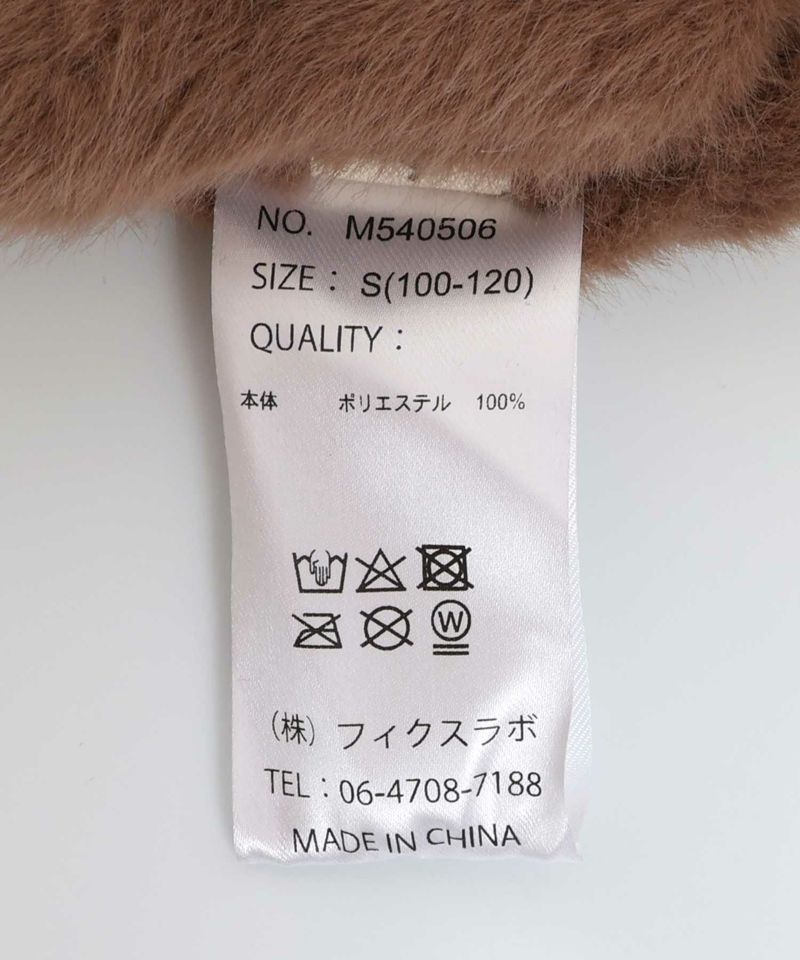 NO. M540506
SIZE : S(100-120)
QUALITY :
本体 ポリエステル 100%
W
(株) フィクスラボ
TEL : 06-4708-7188
MADE IN CHINA